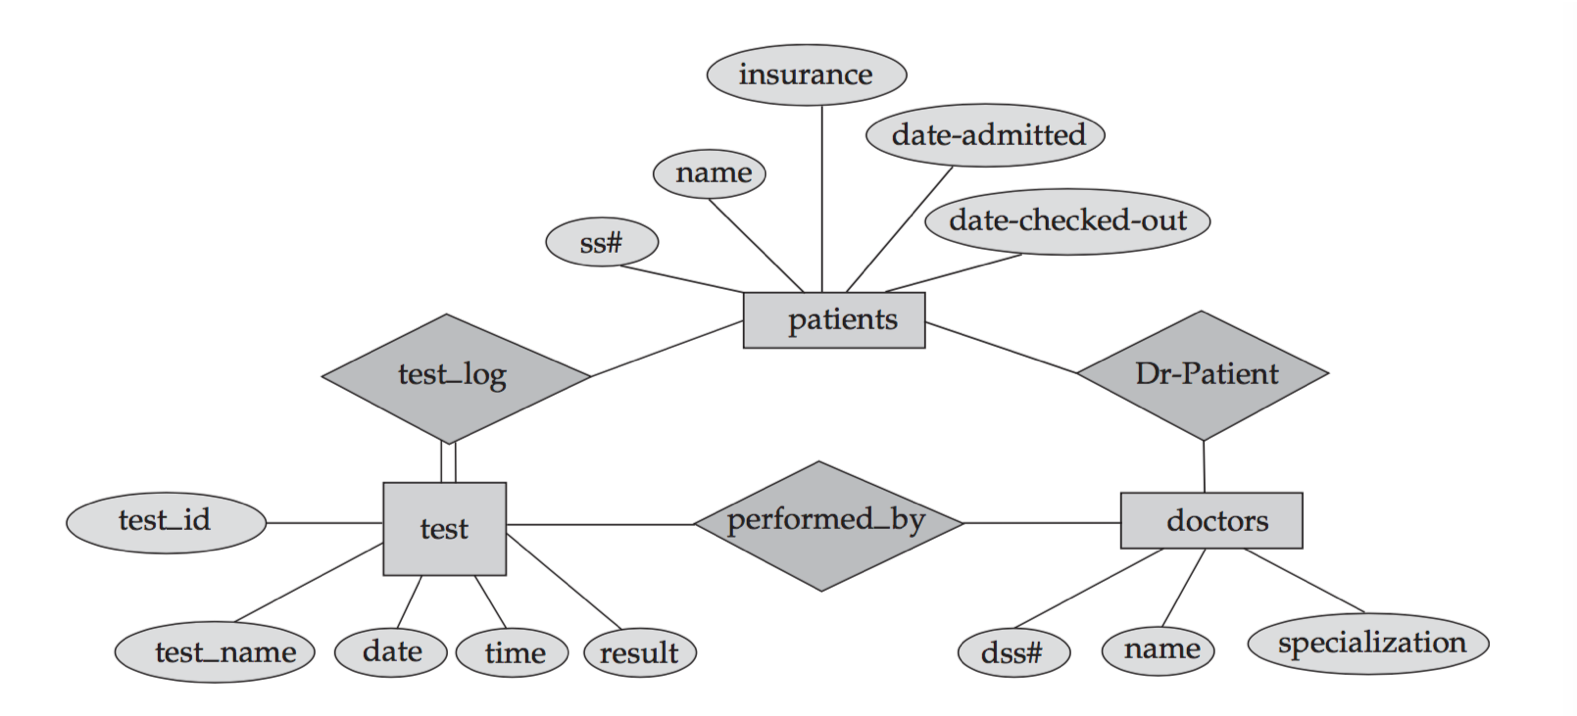 insurance
date-admitted
name
date-checked-out
ss#
patients
test_log
Dr-Patient
test_id
test
performed_by
doctors
test_name
date
time
result
dss#
name
specialization